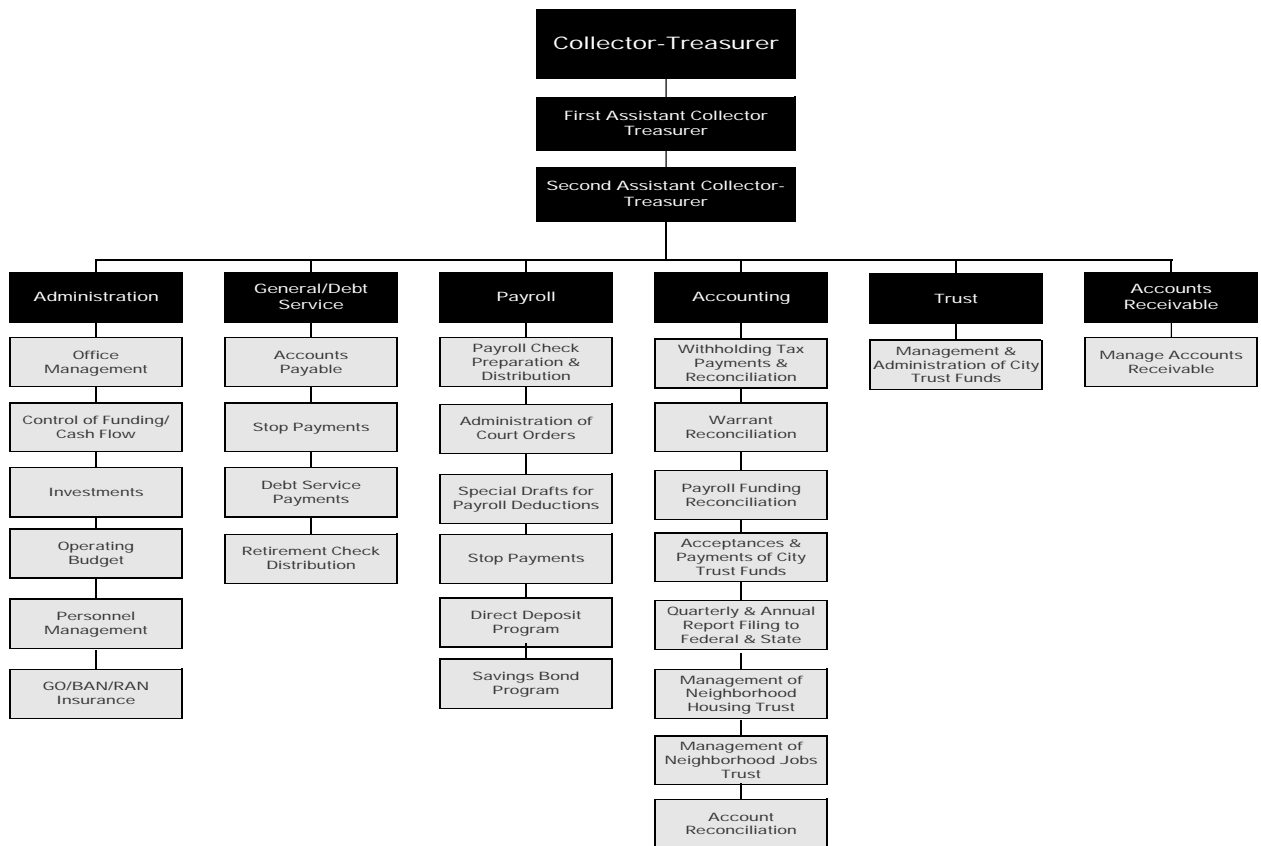 Collector-Treasurer
First Assistant Collector
Treasurer
Second Assistant Collector-
Treasurer
Administration
Office
Management
Control of Funding/
Cash Flow
Investments
Operating
Budget
Personnel
Management
GO/BAN/RAN
Insurance
General/Debt
Service
Accounts
Payable
Stop Payments
Debt Service
Payments
Retirement Check
Distribution
Payroll
Payroll Check
Preparation &
Distribution
Administration of
Court Orders
Special Drafts for
Payroll Deductions
Stop Payments
Direct Deposit
Program
Savings Bond
Program
Accounting
Withholding Tax
Payments &
Reconciliation
Warrant
Reconciliation
Payroll Funding
Reconciliation
Acceptances &
Payments of City
Trust Funds
Quarterly & Annual
Report Filing to
Federal & State
Management of
Neighborhood
Housing Trust
Management of
Neighborhood Jobs
Trust
Account
Reconciliation
Trust
Management &
Administration of City
Trust Funds
Accounts
Receivable
Manage Accounts
Receivable